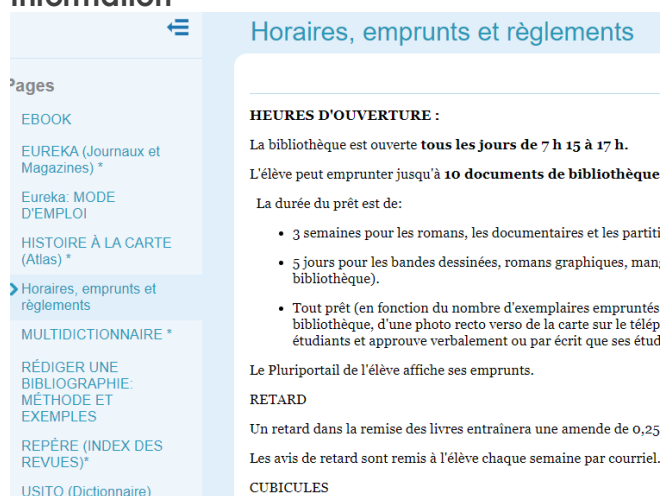 Horaires, emprunts et règlements
Pages
EBOOK
EUREKA (Journaux et
Magazines) *
Eureka: MODE
D'EMPLOI
HISTOIRE À LA CARTE
(Atlas) *
Horaires, emprunts et
règlements
MULTIDICTIONNAIRE *
RÉDIGER UNE
BIBLIOGRAPHIE:
MÉTHODE ET
EXEMPLES
REPÈRE (INDEX DES
REVUES)*
USITO (Dictionnaire)
HEURES D'OUVERTURE :
La bibliothèque est ouverte tous les jours de 7 h 15 à 17 h.
L'élève peut emprunter jusqu'à 10 documents de bibliothèque
La durée du prêt est de:
• 3 semaines pour les romans, les documentaires et les partiti
• 5 jours pour les bandes dessinées, romans graphiques, man
bibliothèque).
• Tout prêt (en fonction du nombre d'exemplaires empruntés
bibliothèque, d'une photo recto verso de la carte sur le télép
étudiants et approuve verbalement ou par écrit que ses étud
Le Pluriportail de l'élève affiche ses emprunts.
RETARD
Un retard dans la remise des livres entraînera une amende de 0,25
Les avis de retard sont remis à l'élève chaque semaine par courriel.
CUBICULES